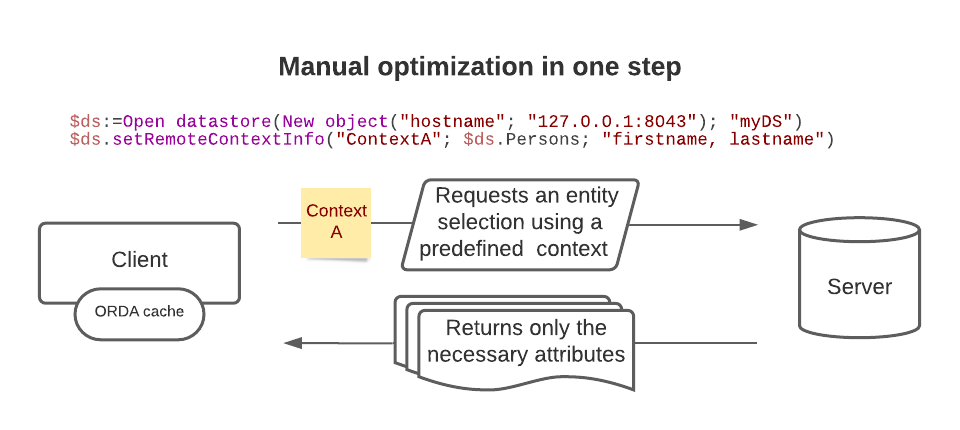 Manual optimization in one step
$ds:=Open datastore(New object("hostname"; "127.0.0.1:8043"); "myDS")
$ds.setRemoteContextInfo("ContextA"; $ds.Persons; "firstname, lastname")
Context
A
Requests an entity
selection using a
predefined  context
Client
ORDA cache
Server
Returns only the
necessary attributes